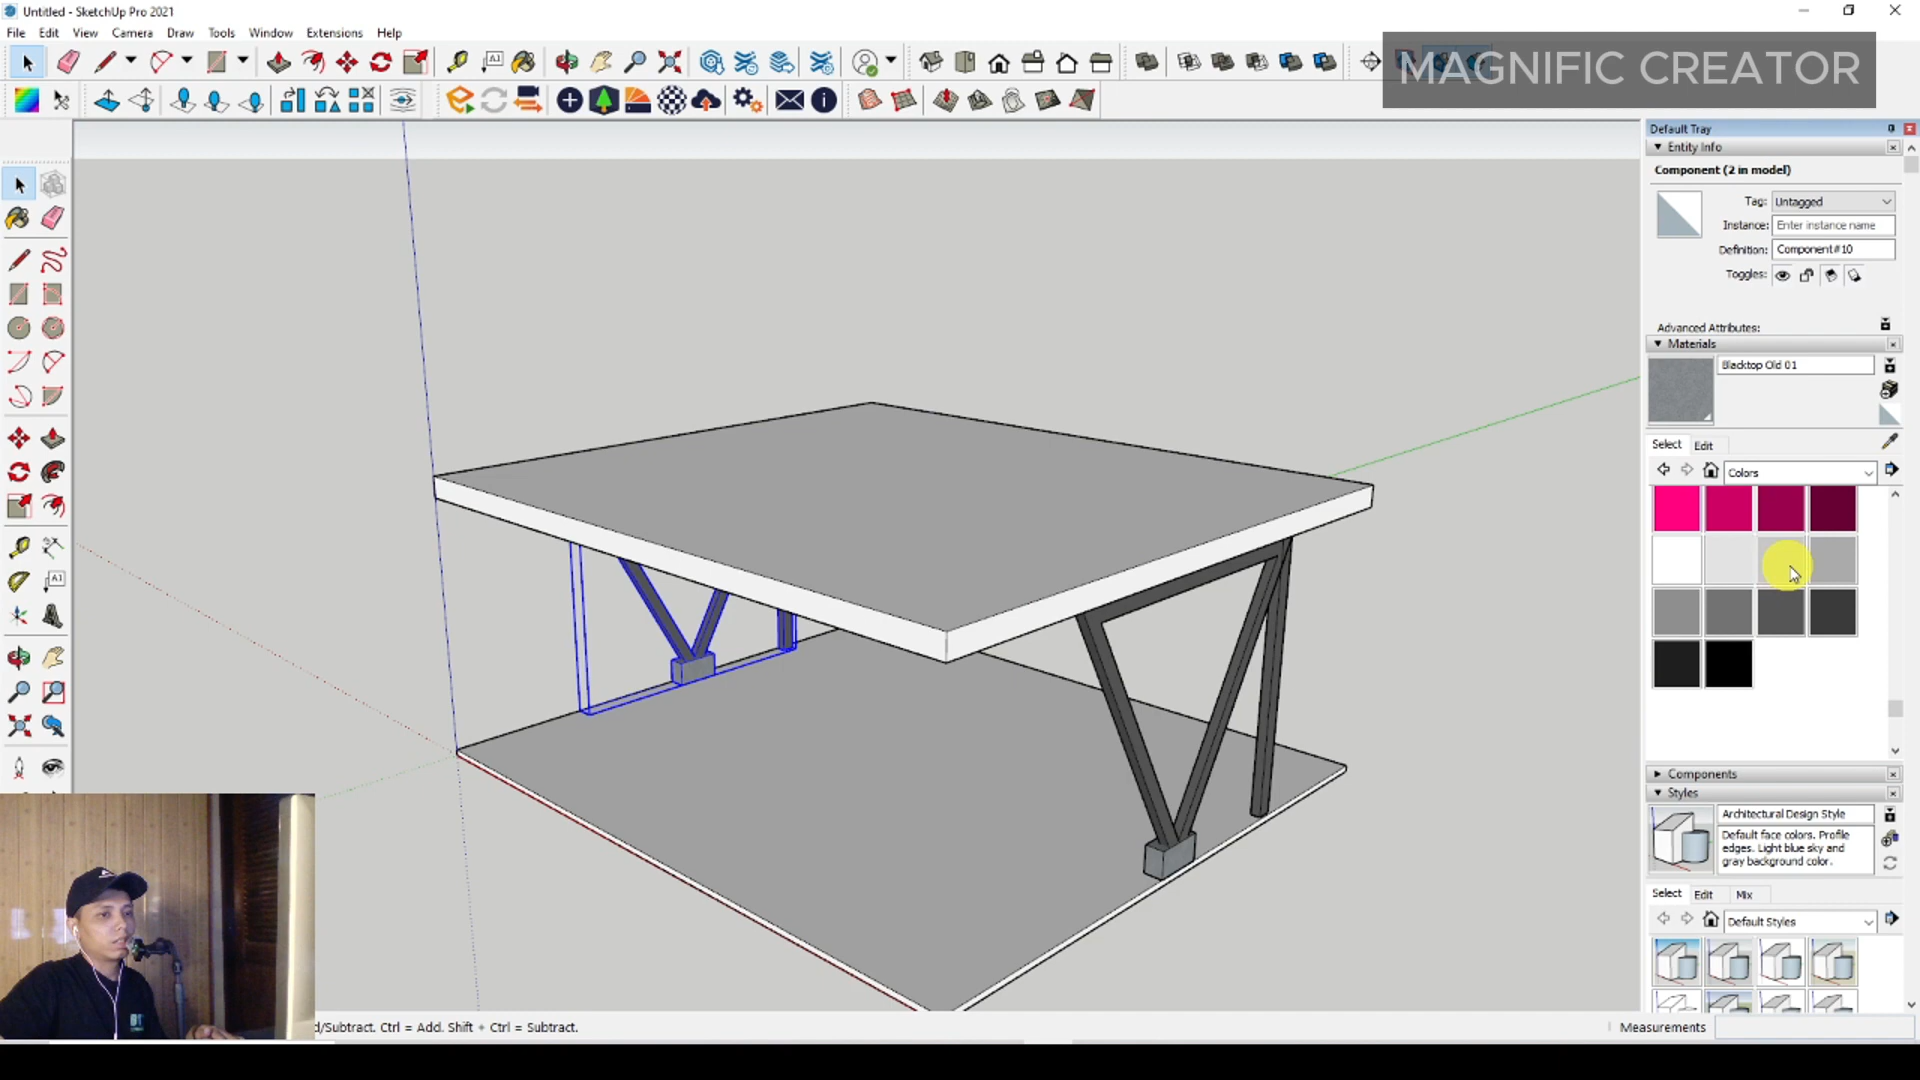 Untitled - SketchUp Pro 2021
File Edit View Camera Draw Tools Window Extensions Help
MAGNIFIC CREATOR
Default Tray
Entity Info
Component (2 in model)
Tag: Untagged
Instance: Enter instance name
Definition: Component#10
Toggles:
Advanced Attributes:
Materials
Blacktop Old 01
Select Edit
Colors
Components
Styles
Architectural Design Style
Default face colors. Profile
edges. Light blue sky and
gray background color.
Select Edit Mix
Default Styles
d/Subtract. Ctrl = Add. Shift + Ctrl = Subtract.
Measurements